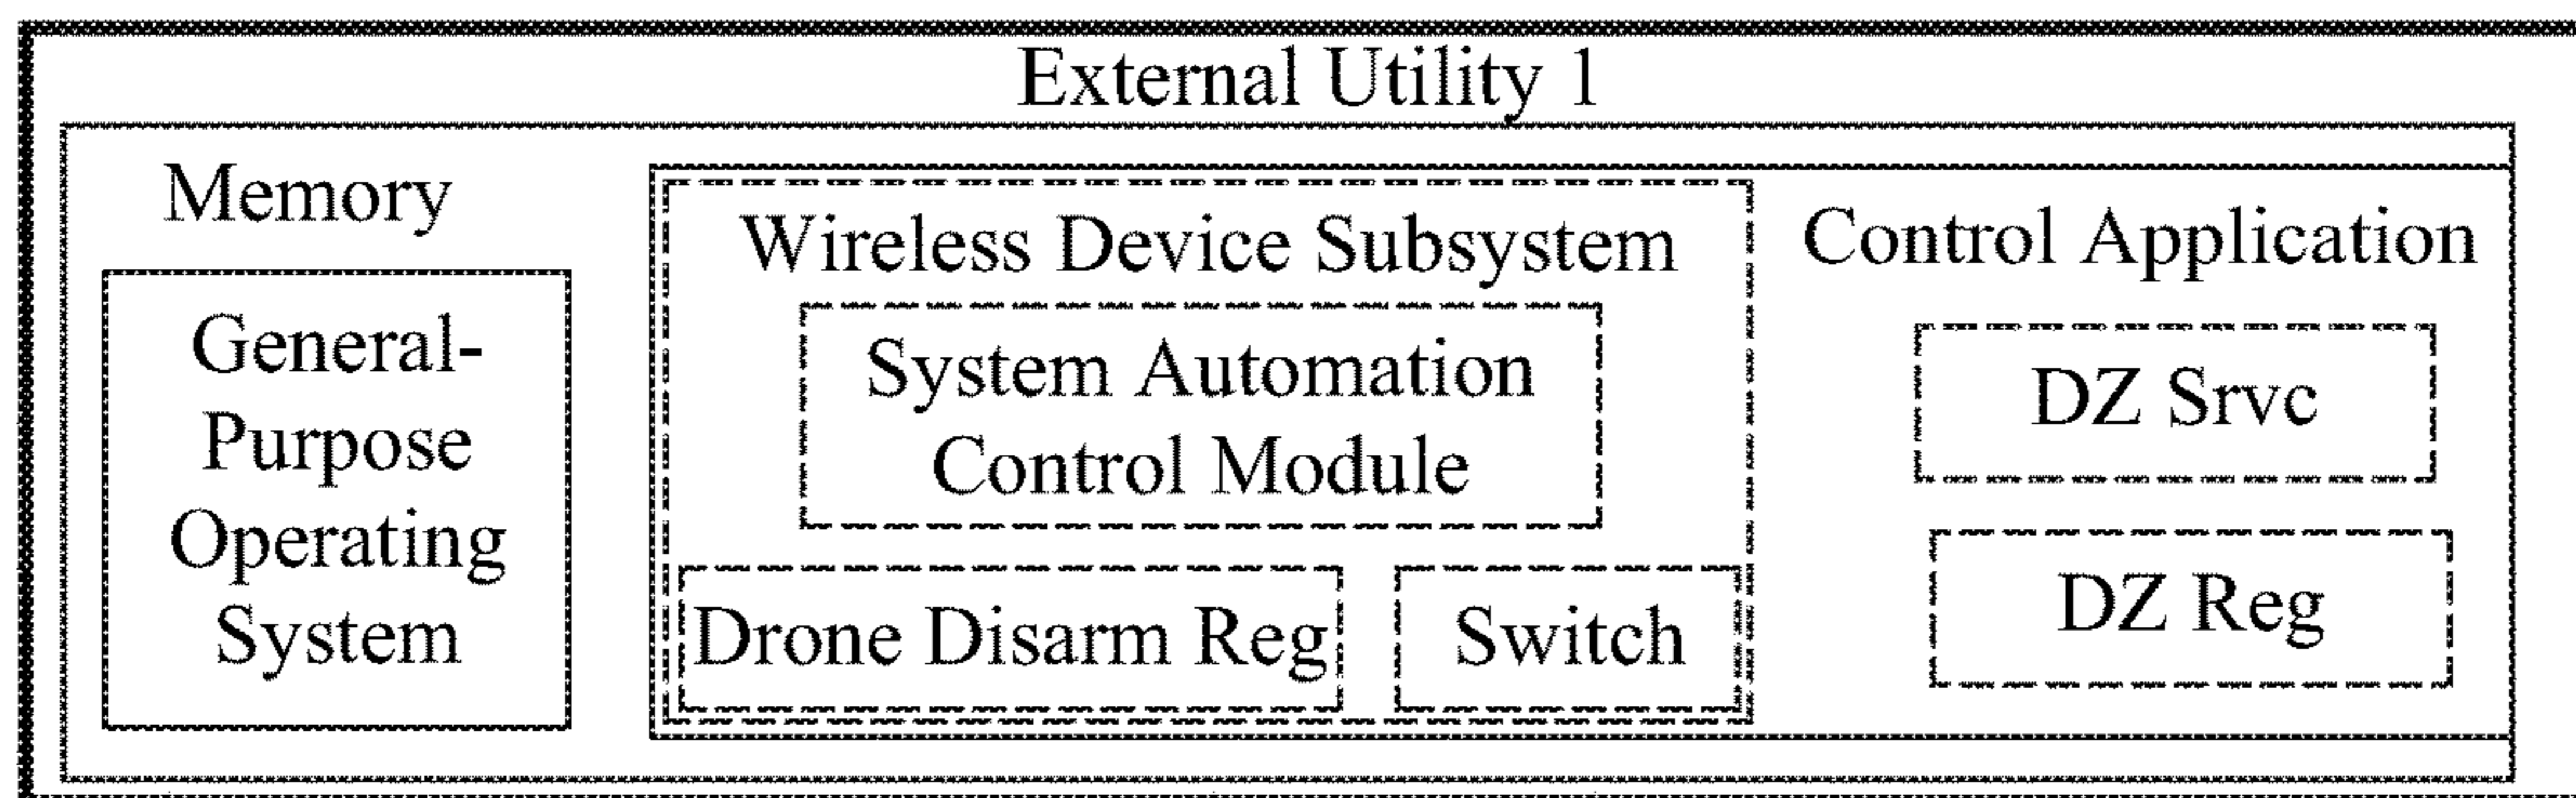 External Utility 1
Memory
General-
Purpose
Operating
System
Wireless Device Subsystem
System Automation
Control Module
Drone Disarm Reg
Switch
Control Application
DZ Srvc
DZ Reg